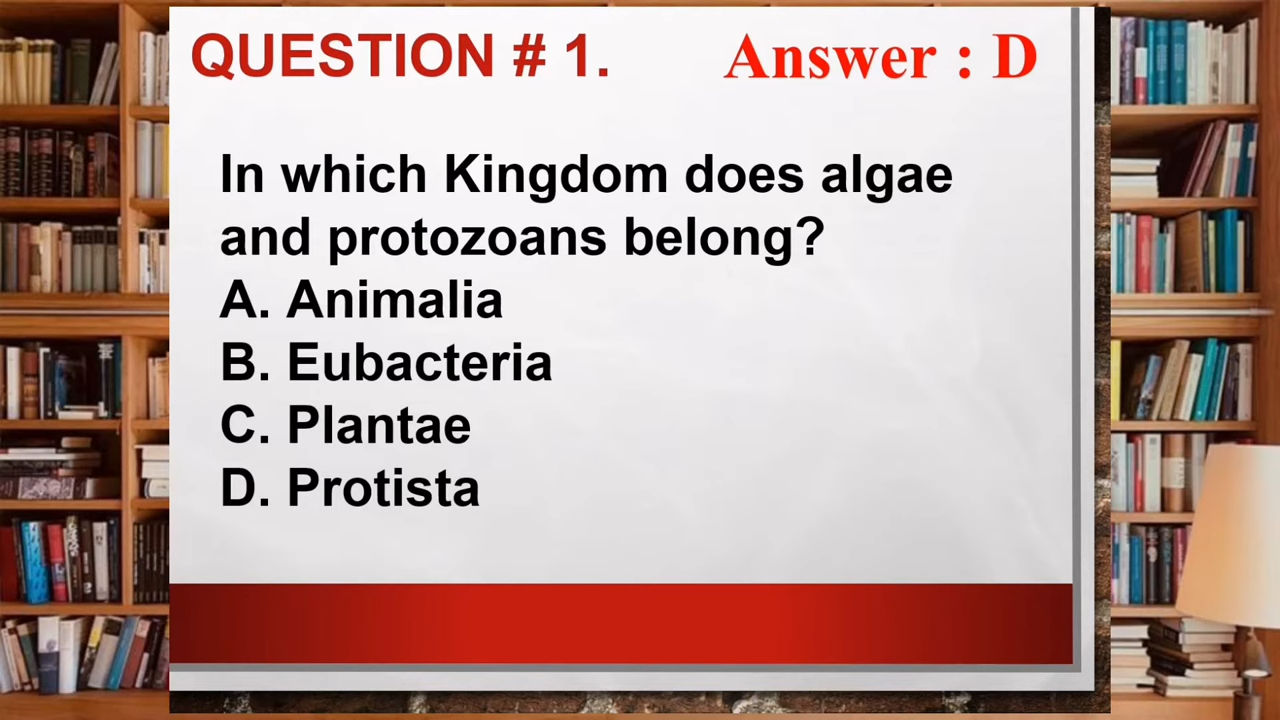 QUESTION # 1.
Answer : D
In which Kingdom does algae
and protozoans belong?
A. Animalia
B. Eubacteria
C. Plantae
D. Protista